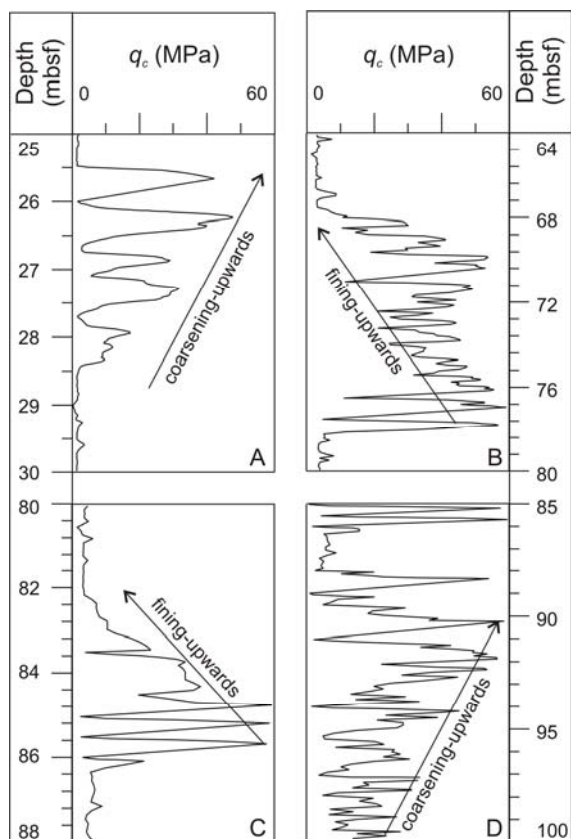 Depth
(mbsf)
qc (MPa)
0 60
25
26
27
28
29
30
coarsening-upwards
A
qc (MPa)
0 60
Depth
(mbsf)
64
68
72
76
80
fining-upwards
B
80
82
84
86
88
fining-upwards
C
85
90
95
100
coarsening-upwards
D